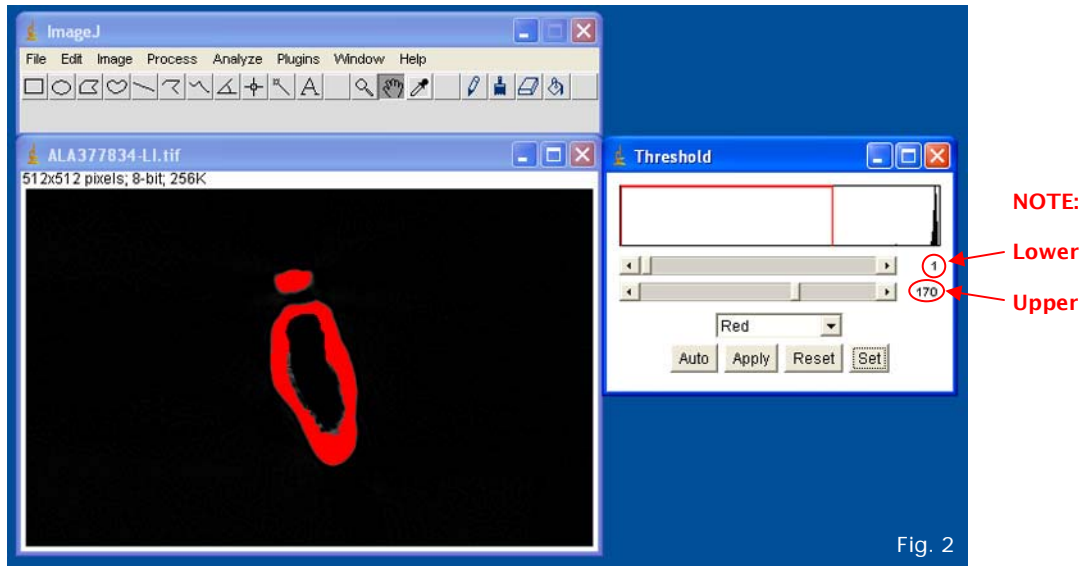 ImageJ
File Edit Image Process Analyze Plugins Window Help
A
ALA377834-LI.tif
512x512 pixels; 8-bit; 256K
Threshold
1
170
Red
Auto Apply Reset Set
NOTE:
Lower
Upper
Fig. 2